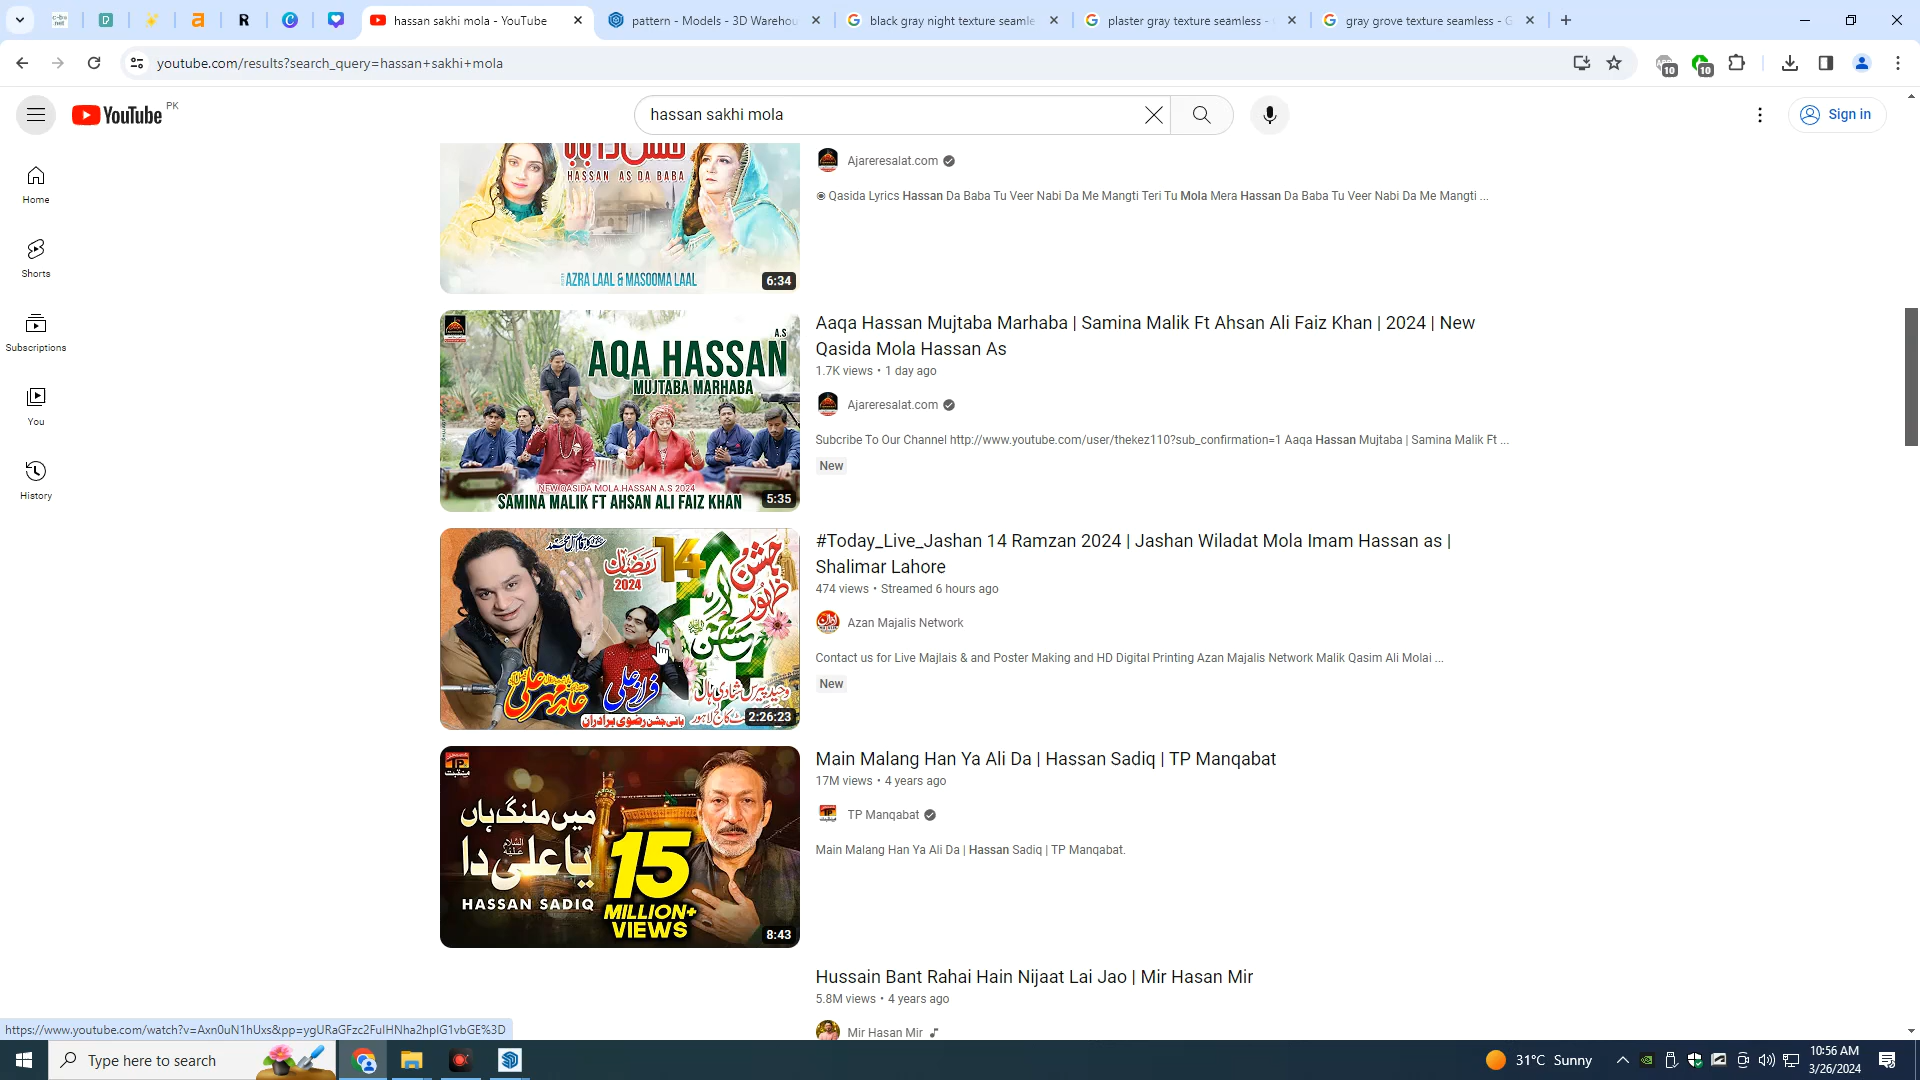 hassan sakhi mola - YouTube
pattern - Models - 3D Warehou
black gray night texture seamle
plaster gray texture seamless -
gray grove texture seamless - G
youtube.com/results?search_query=hassan+sakhi+mola
10
10
YouTube PK
hassan sakhi mola
Sign in
Home
Shorts
Subscriptions
You
History
HASSAN AS DA BABA
AZRA LAAL & MASOOMA LAAL
6:34
Ajareresalat.com
Qasida Lyrics Hassan Da Baba Tu Veer Nabi Da Me Mangti Teri Tu Mola Mera Hassan Da Baba Tu Veer Nabi Da Me Mangti ...
A.S
AQA HASSAN
MUJTABA MARHABA
NEW QASIDA MOLA HASSAN A.S 2024
SAMINA MALIK FT AHSAN ALI FAIZ KHAN
5:35
Aaqa Hassan Mujtaba Marhaba | Samina Malik Ft Ahsan Ali Faiz Khan | 2024 | New
Qasida Mola Hassan As
1.7K views • 1 day ago
Ajareresalat.com
Subcribe To Our Channel http://www.youtube.com/user/thekez110?sub_confirmation=1 Aaqa Hassan Mujtaba | Samina Malik Ft ...
New
رمضان
2024
14
جشن ظہور
2:26:23
#Today_Live_Jashan 14 Ramzan 2024 | Jashan Wiladat Mola Imam Hassan as |
Shalimar Lahore
474 views • Streamed 6 hours ago
Azan Majalis Network
Contact us for Live Majlais & and Poster Making and HD Digital Printing Azan Majalis Network Malik Qasim Ali Molai ...
New
میں ملنگ ہاں
یا علی دا
HASSAN SADIQ
15
MILLION+
VIEWS
8:43
Main Malang Han Ya Ali Da | Hassan Sadiq | TP Manqabat
17M views • 4 years ago
TP Manqabat
Main Malang Han Ya Ali Da | Hassan Sadiq | TP Manqabat.
Hussain Bant Rahai Hain Nijaat Lai Jao | Mir Hasan Mir
5.8M views • 4 years ago
Mir Hasan Mir
https://www.youtube.com/watch?v=Axn0uN1hUxs&pp=ygURaGFzc2FuIHNha2hpIG1vbGE%3D
Type here to search
31°C Sunny
10:56 AM
3/26/2024